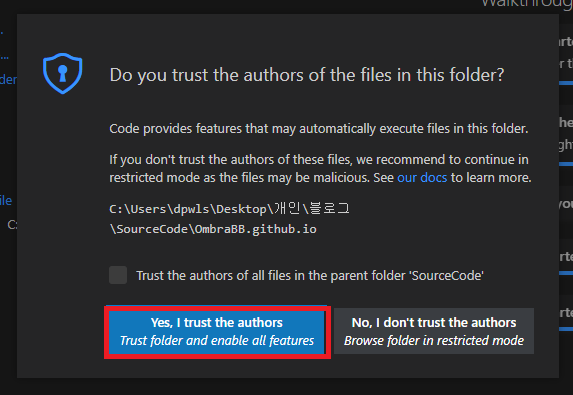 Walkthroug
Do you trust the authors of the files in this folder?
Code provides features that may automatically execute files in this folder.
If you don't trust the authors of these files, we recommend to continue in
restricted mode as the files may be malicious. See our docs to learn more.
C:\Users\dpwls\Desktop\개인\블로그
\SourceCode\OmbraBB.github.io
Trust the authors of all files in the parent folder 'SourceCode'
Yes, I trust the authors
Trust folder and enable all features
No, I don't trust the authors
Browse folder in restricted mode